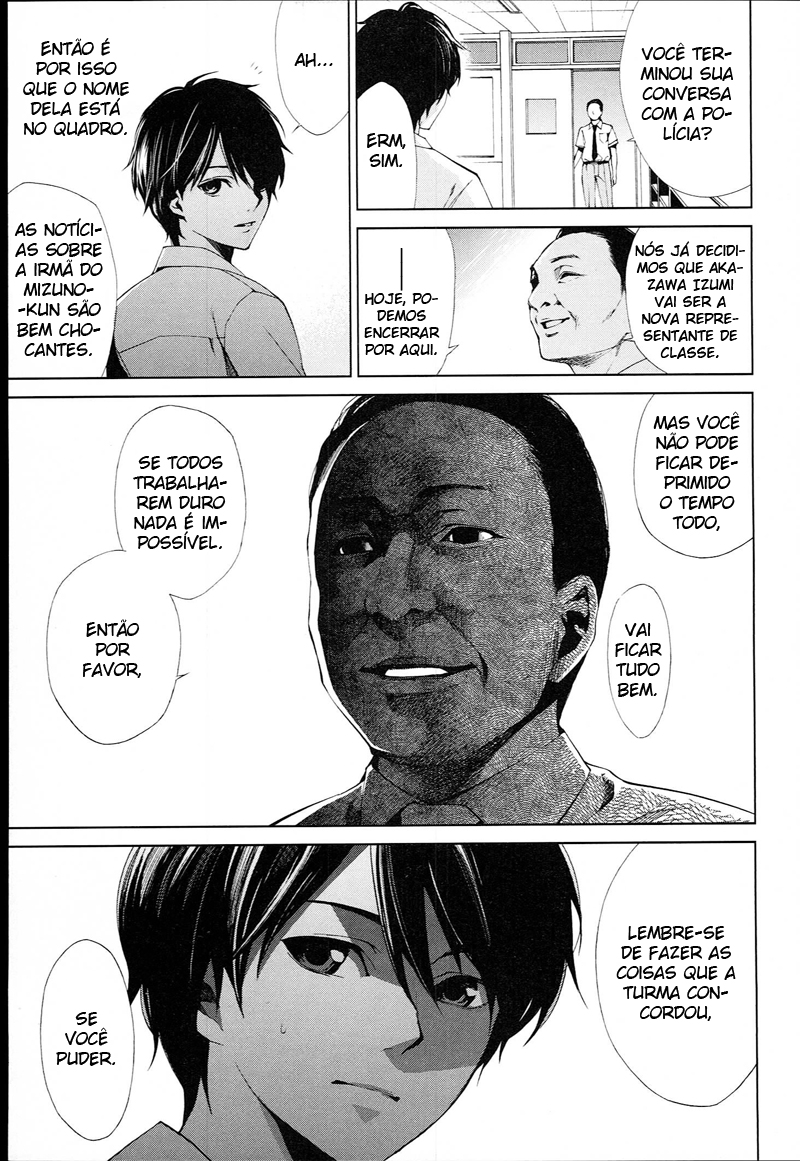 VOCÊ TER-
MINOU SUA
CONVERSA
COM A PO-
LÍCIA?
ERM,
SIM.
AH...
ENTÃO É
POR ISSO
QUE O NOME
DELA ESTÁ
NO QUADRO.
AS NOTÍCI-
AS SOBRE
A IRMÃ DO
MIZUNO-
-KUN SÃO
BEM CHO-
CANTES.
NÓS JÁ DECIDI-
MOS QUE AKA-
ZAWA IZUMI
VAI SER A
NOVA REPRE-
SENTANTE DE
CLASSE.
HOJE, PO-
DEMOS
ENCERRAR
POR AQUI.
MAS VOCÊ
NÃO PODE
FICAR DE-
PRIMIDO
O TEMPO
TODO,
VAI
FICAR
TUDO
BEM.
SE TODOS
TRABALHA-
REM DURO
NADA É IM-
POSSÍVEL.
ENTÃO
POR
FAVOR,
LEMBRE-SE
DE FAZER AS
COISAS QUE A
TURMA CON-
CORDOU,
SE
VOCÊ
PUDER.